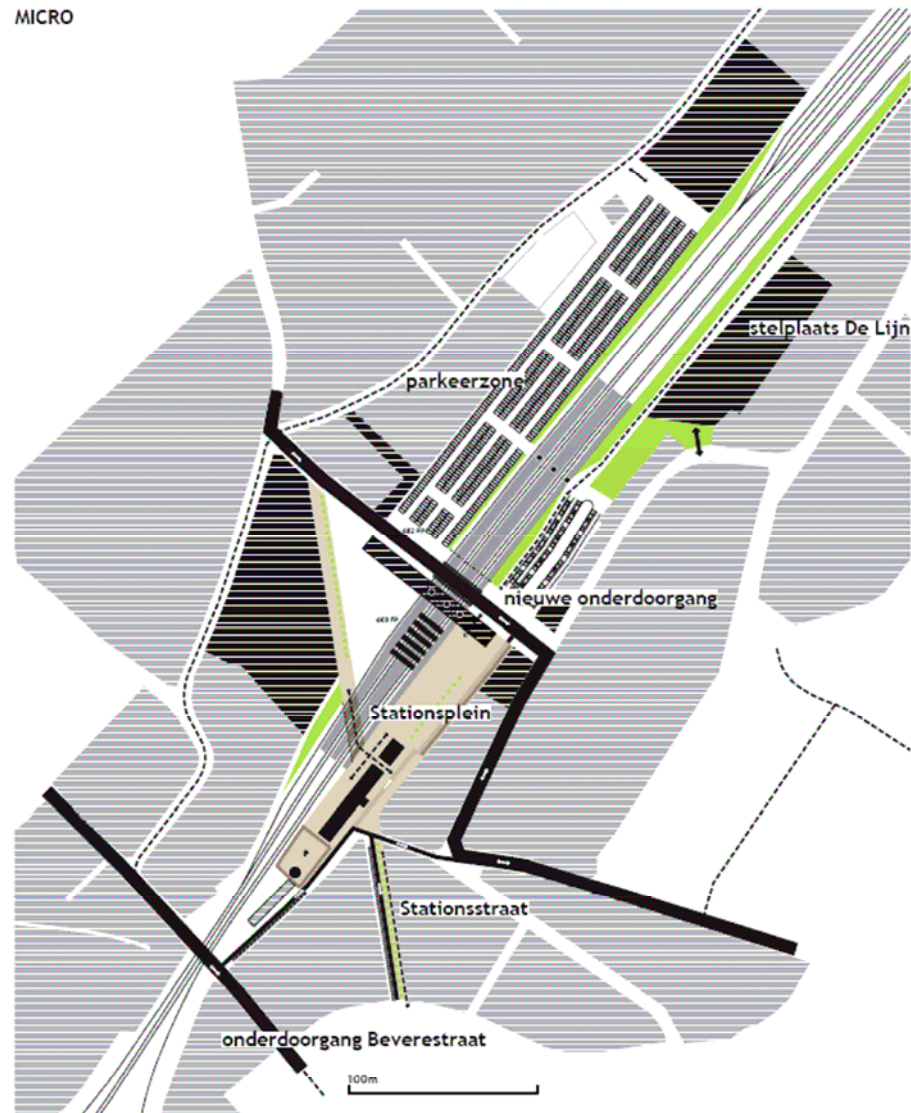 MICRO
stelplaats De Lijn
parkeerzone
nieuwe onderdoorgang
Stationsplein
Stationsstraat
onderdoorgang Beverestraat
100m